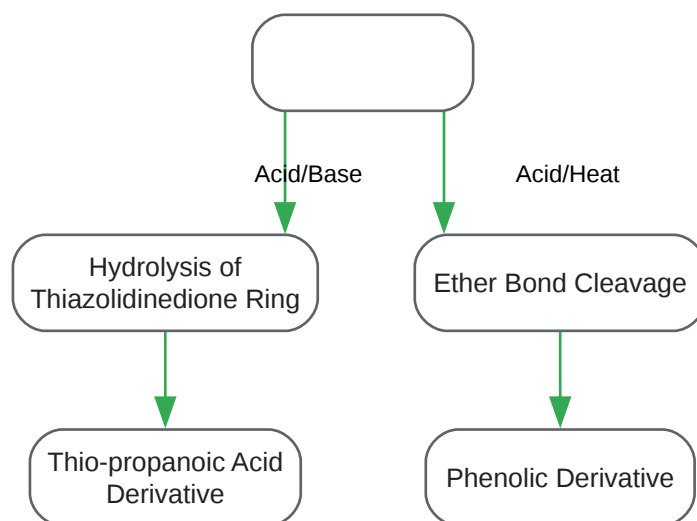 Acid/Base
Acid/Heat
Hydrolysis of
Thiazolidinedione Ring
Ether Bond Cleavage
Thio-propanoic Acid
Derivative
Phenolic Derivative